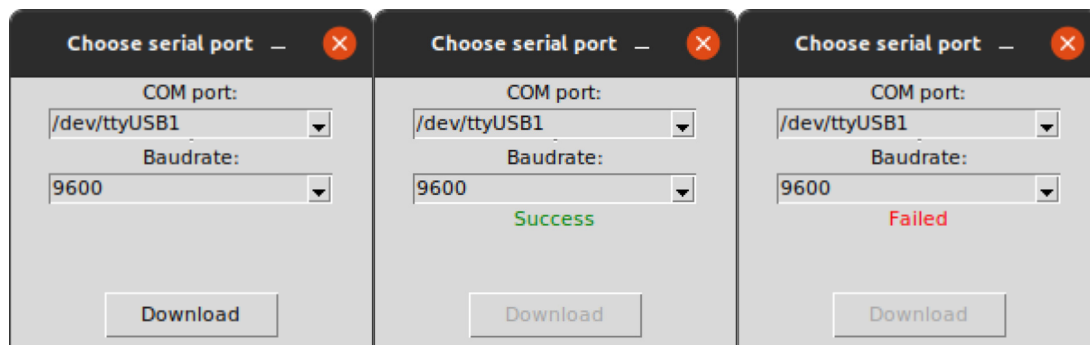 Choose serial port
COM port:
/dev/ttyUSB1
Baudrate:
9600
Download
Choose serial port
COM port:
/dev/ttyUSB1
Baudrate:
9600
Success
Download
Choose serial port
COM port:
/dev/ttyUSB1
Baudrate:
9600
Failed
Download